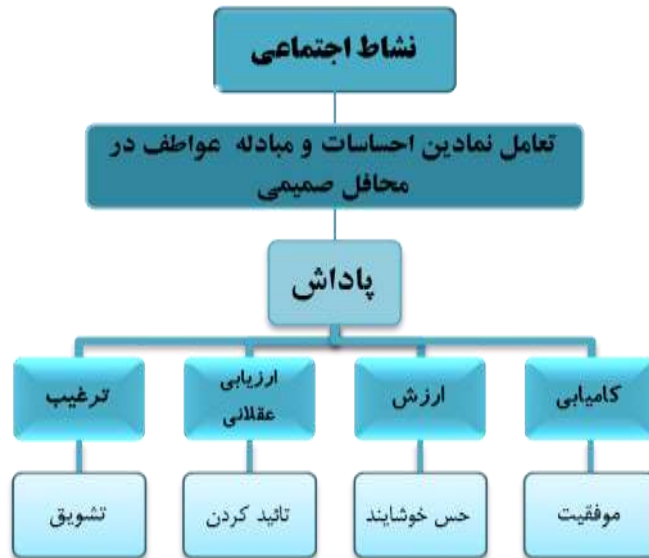 نشاط اجتماعی
تعامل نمادین احساسات و مبادله عواطف در
محافل صمیمی
پاداش
کامیابی
ارزش
ارزیابی
عقلانی
ترغیب
موفقیت
حس خوشایند
تائید کردن
تشویق